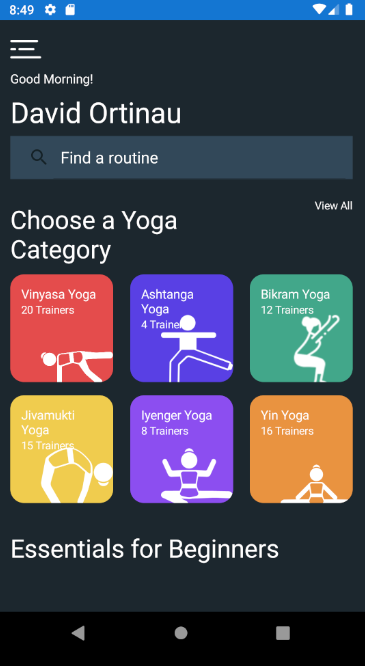 8:49
Good Morning!
David Ortinau
Find a routine
View All
Choose a Yoga
Category
Vinyasa Yoga
20 Trainers
Ashtanga
Yoga
4 Trainers
Bikram Yoga
12 Trainers
Jivamukti
Yoga
15 Trainers
Iyenger Yoga
8 Trainers
Yin Yoga
16 Trainers
Essentials for Beginners